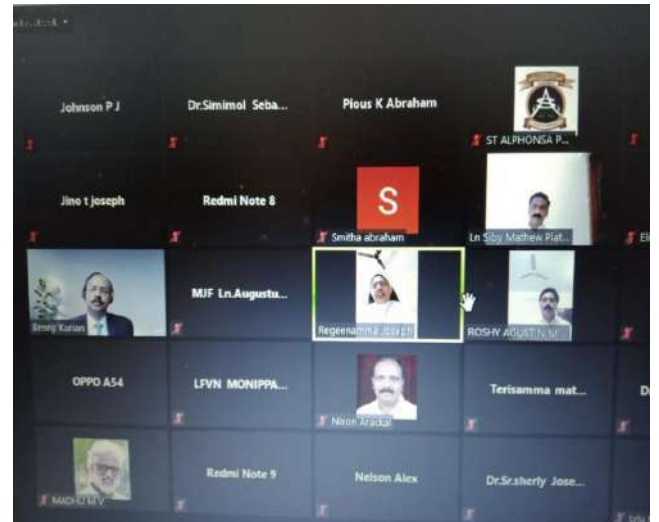 Johnson P J
Dr.Simimol Seba...
Pious K Abraham
ST ALPHONSA P...
Jino t joseph
Redmi Note 8
S
Smitha abraham
Ln Siby Mathew Plat...
Eli
Benny Kurian
MJF Ln.Augustu...
Regeenamma Joseph
ROSHY AGUSTIN
OPPO A54
LFVN MONIPPA...
Nixon Arackal
Terisamma mat...
D
MADHU M V
Redmi Note 9
Nelson Alex
Dr.Sr.sherly Jose...